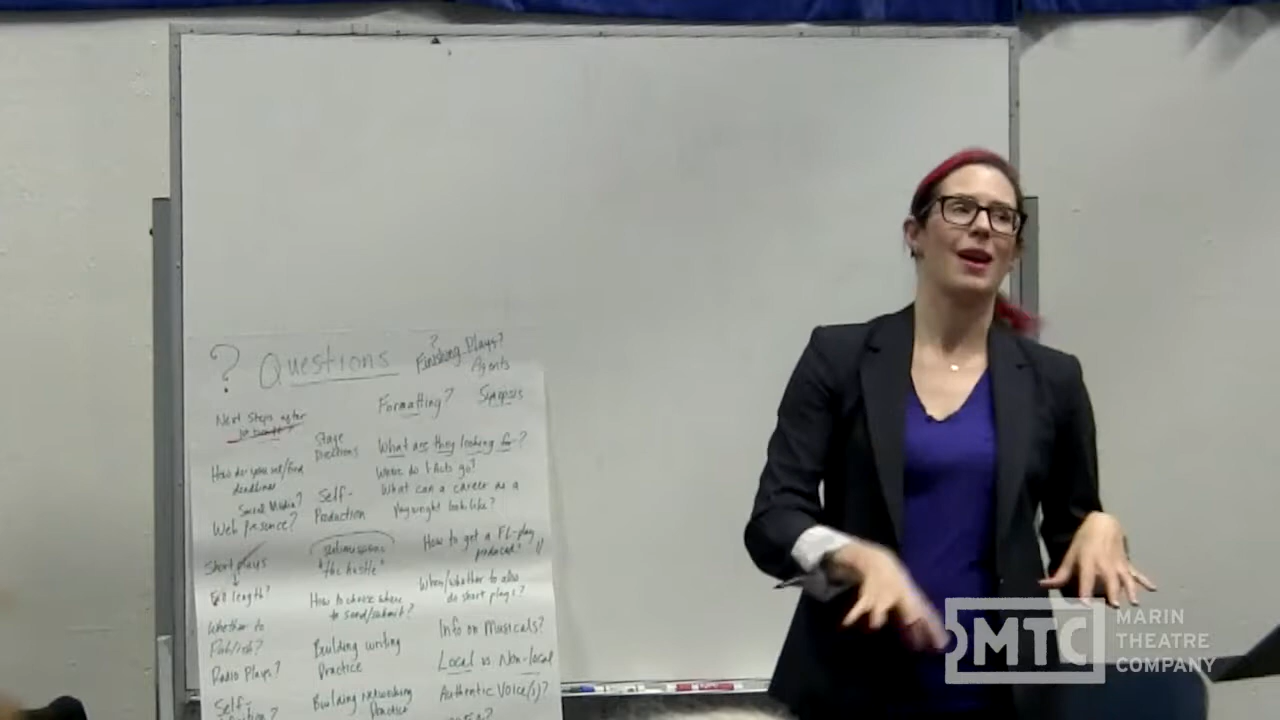 ? Questions
?
Finishing Plays?
Agents
Synopsis
Formatting?
Next Steps after
Stage
Directions
What are they looking for?
How do you
deadlines
Where do 1 Acts go?
What can a career as a
playwright look like?
Social Media?
Web Presence?
Self-
Production
Short plays
Full length?
submissions
"the hustle"
How to get a FL-play
produced?
How to choose where
to send/submit?
When/whether to also
do short plays?
Whether to
Publish?
Radio Plays?
Self-
Building writing
Practice
Building networking
Practice
Info on Musicals?
Local vs Non-local
Authentic Voice(s)?
MTC
MARIN
THEATRE
COMPANY